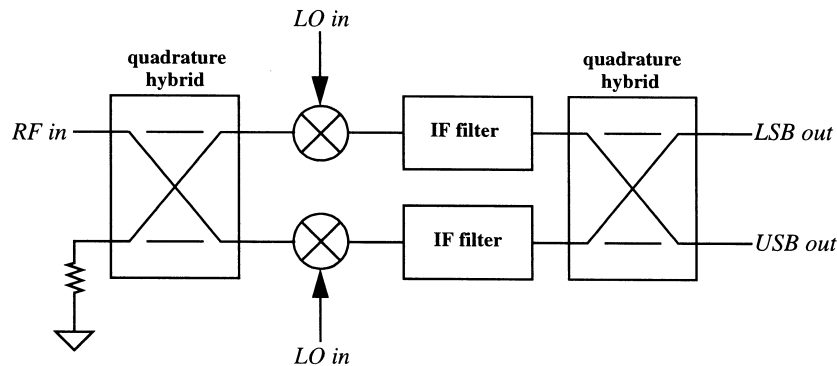 LO in
quadrature
hybrid
quadrature
hybrid
RF in
IF filter
LSB out
IF filter
USB out
LO in